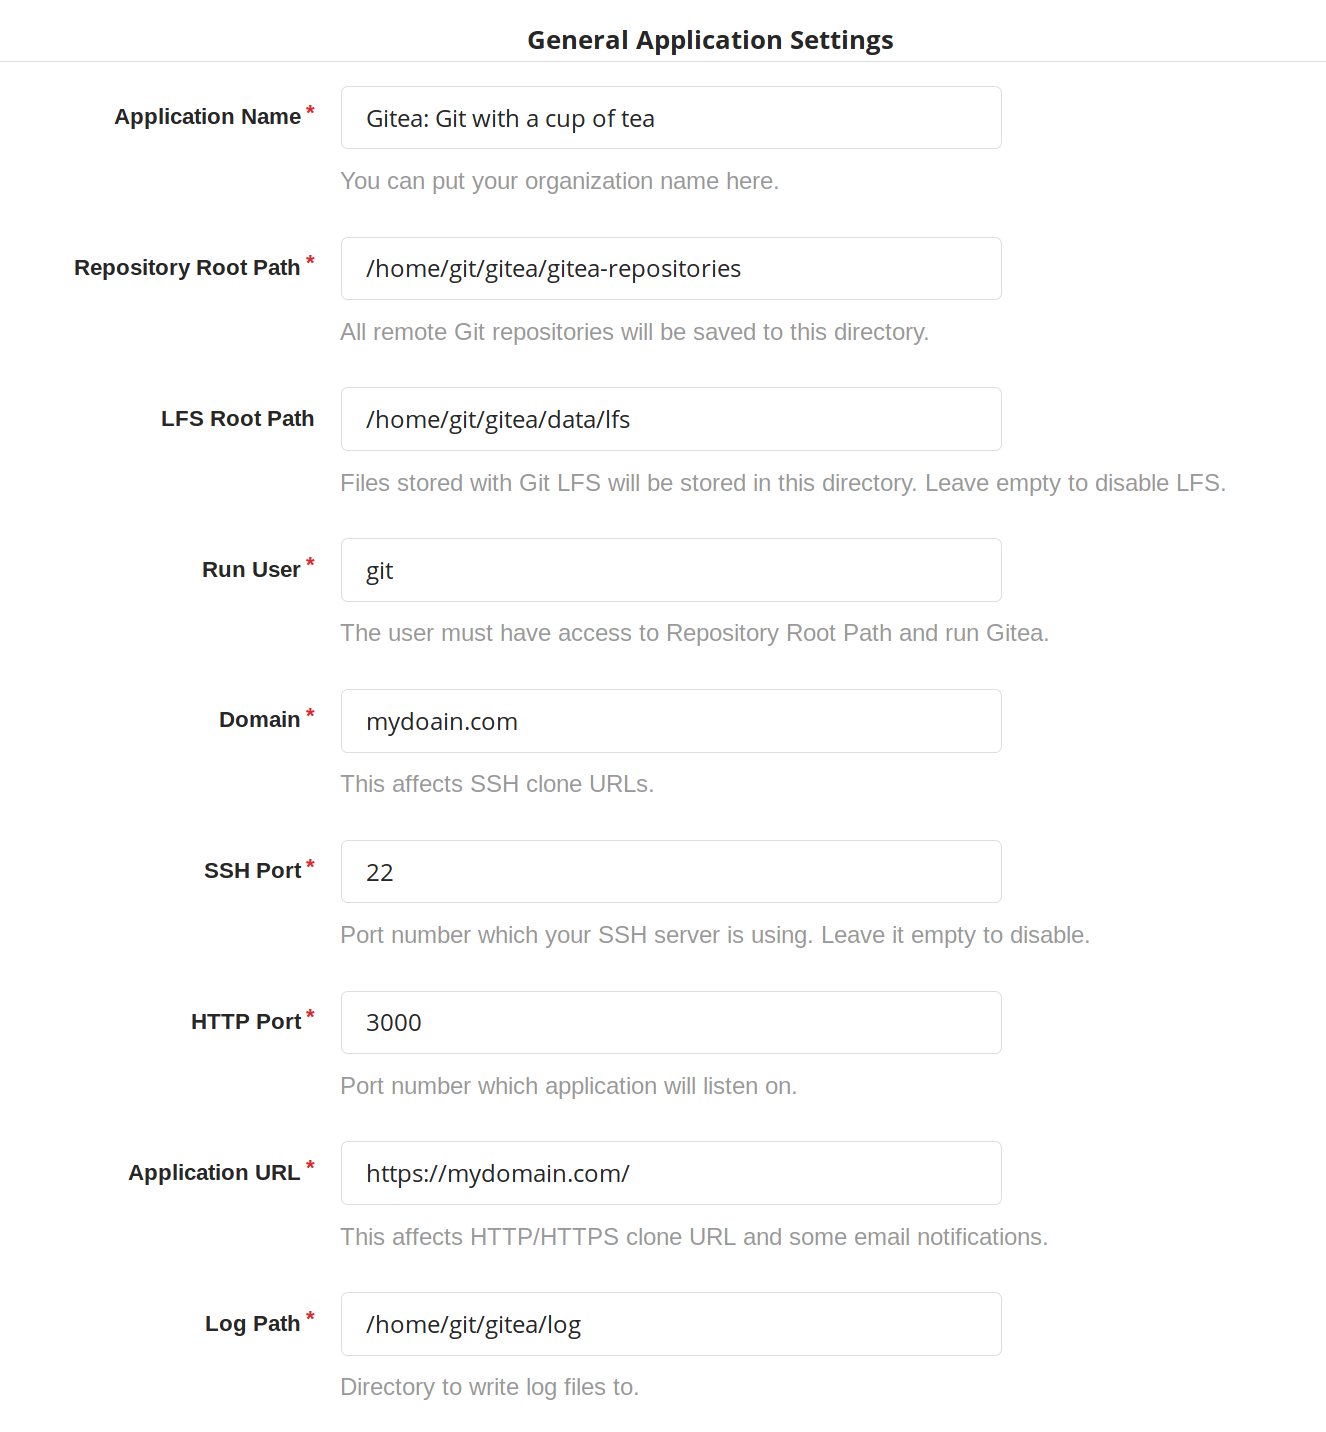 General Application Settings
Application Name *
Gitea: Git with a cup of tea
You can put your organization name here.
Repository Root Path *
/home/git/gitea/gitea-repositories
All remote Git repositories will be saved to this directory.
LFS Root Path
/home/git/gitea/data/lfs
Files stored with Git LFS will be stored in this directory. Leave empty to disable LFS.
Run User *
git
The user must have access to Repository Root Path and run Gitea.
Domain *
mydoain.com
This affects SSH clone URLs.
SSH Port *
22
Port number which your SSH server is using. Leave it empty to disable.
HTTP Port *
3000
Port number which application will listen on.
Application URL *
https://mydomain.com/
This affects HTTP/HTTPS clone URL and some email notifications.
Log Path *
/home/git/gitea/log
Directory to write log files to.